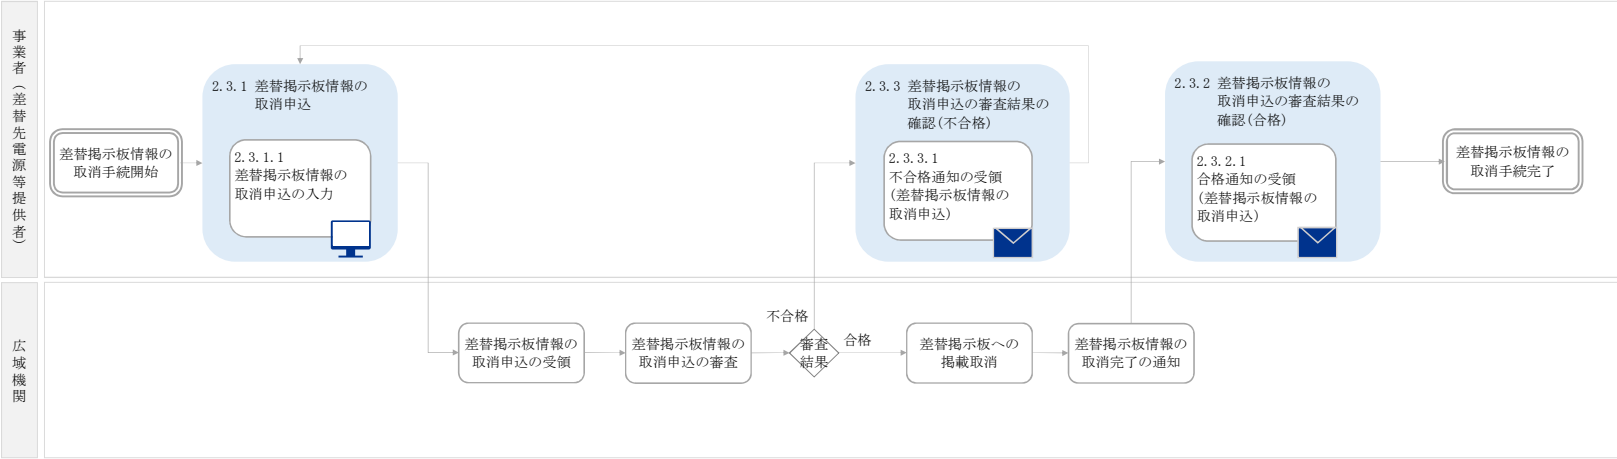 事業者（差替先電源等提供者）
差替掲示板情報の
取消手続開始
2.3.1 差替掲示板情報の
取消申込
2.3.1.1
差替掲示板情報の
取消申込の入力
2.3.3 差替掲示板情報の
取消申込の審査結果の
確認(不合格)
2.3.3.1
不合格通知の受領
(差替掲示板情報の
取消申込)
2.3.2 差替掲示板情報の
取消申込の審査結果の
確認(合格)
2.3.2.1
合格通知の受領
(差替掲示板情報の
取消申込)
差替掲示板情報の
取消手続完了
広域機関
差替掲示板情報の
取消申込の受領
差替掲示板情報の
取消申込の審査
不合格
審査
結果
合格
差替掲示板への
掲載取消
差替掲示板情報の
取消完了の通知